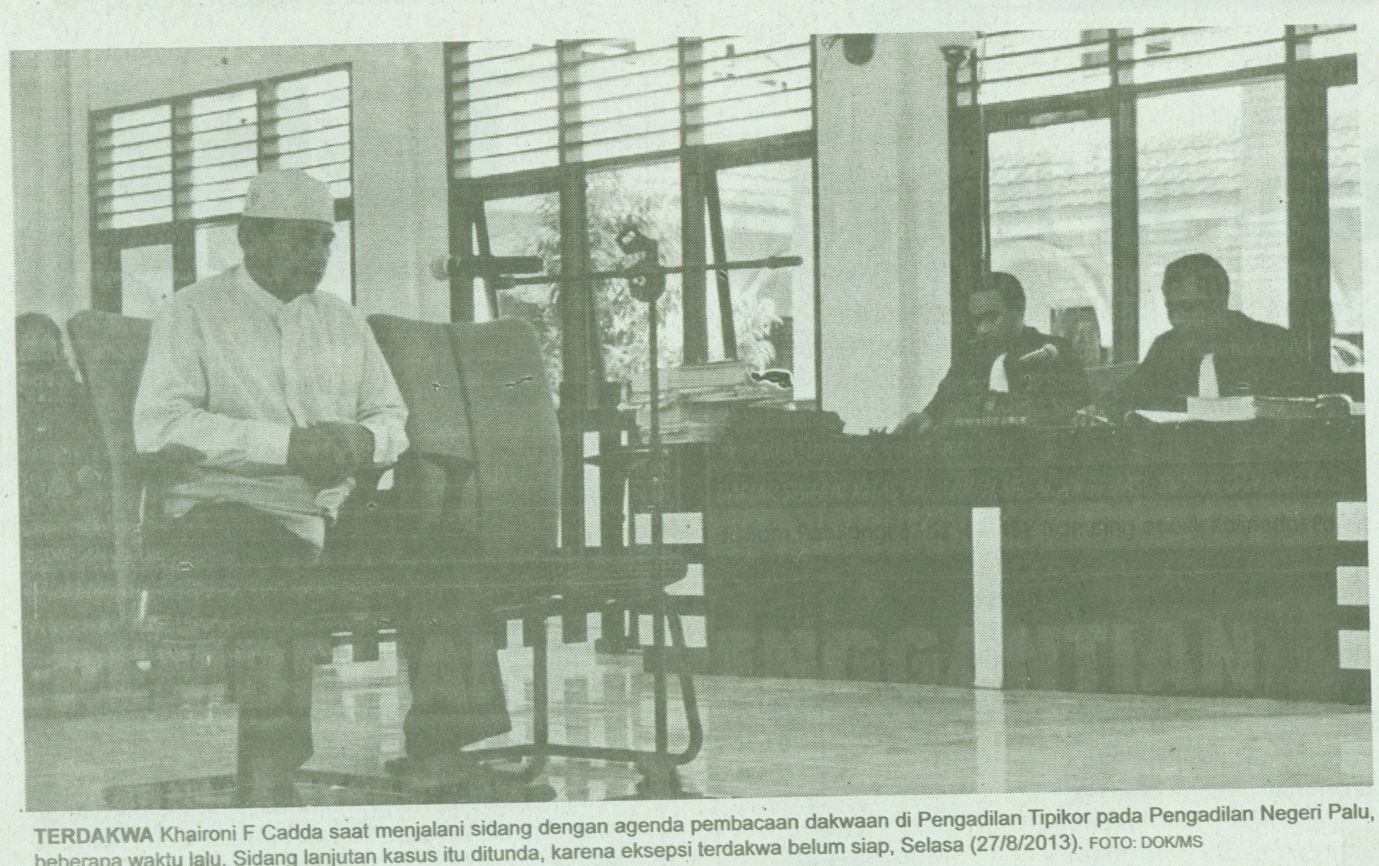 TERDAKWA Khaironi F Cadda saat menjalani sidang dengan agenda pembacaan dakwaan di Pengadilan Tipikor pada Pengadilan Negeri Palu,
beberapa waktu lalu. Sidang lanjutan kasus itu ditunda, karena eksepsi terdakwa belum siap, Selasa (27/8/2013). FOTO: DOK/MS